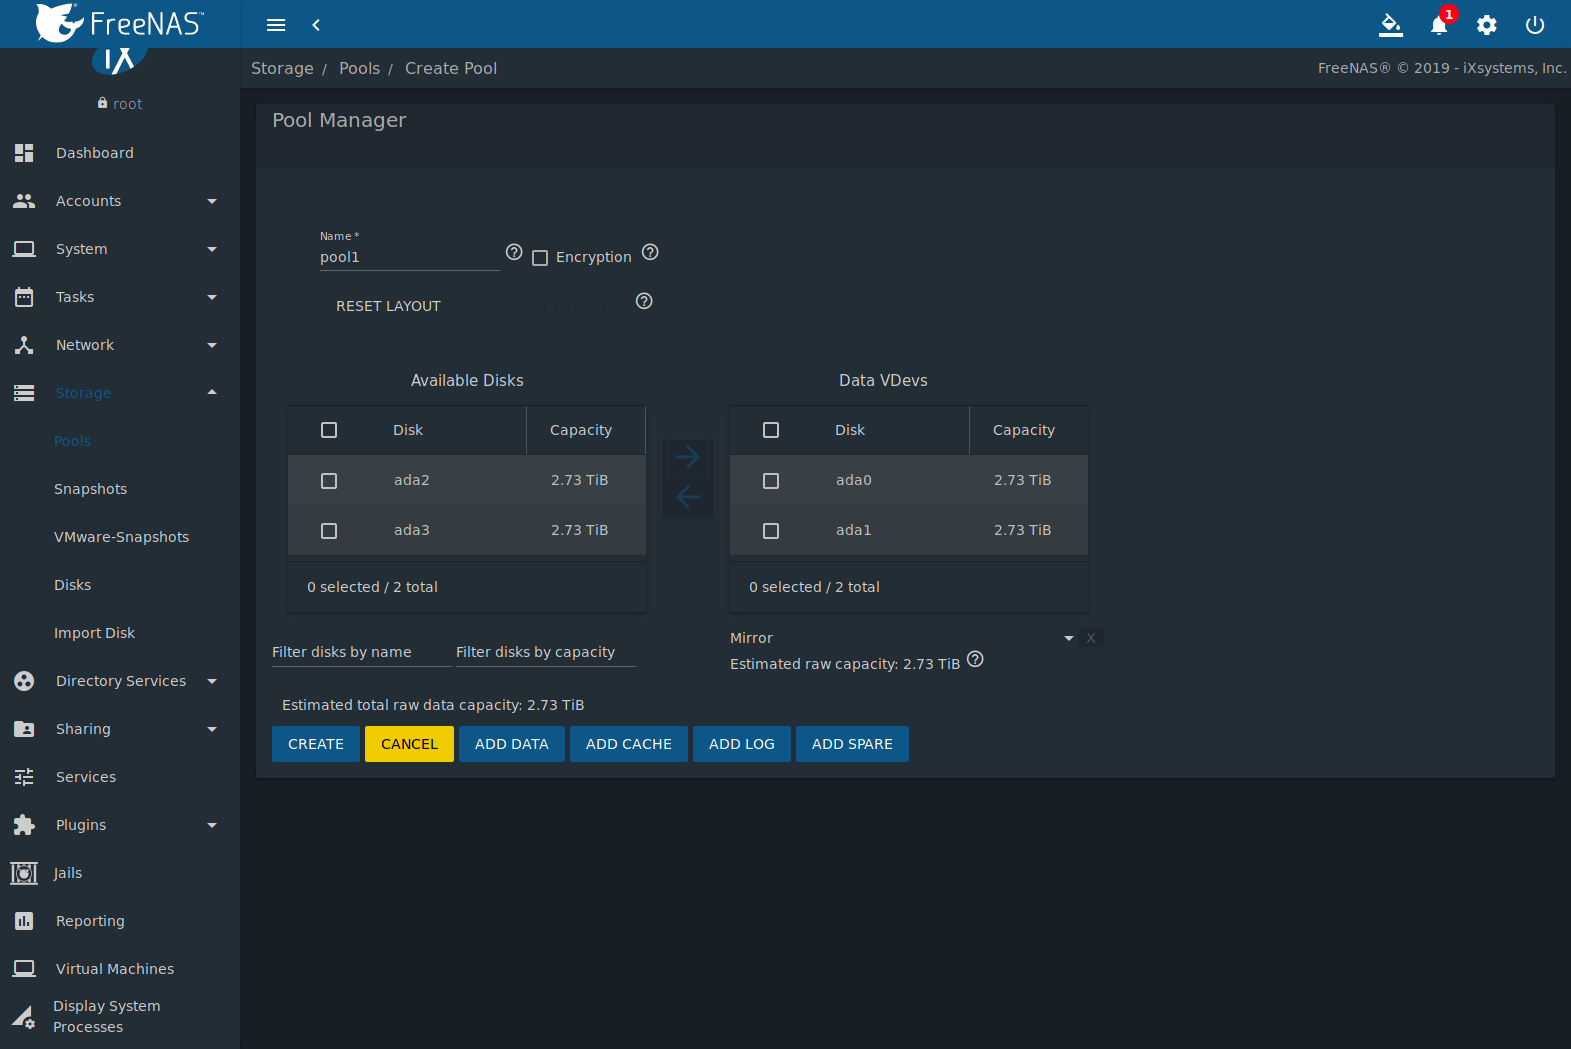 FreeNAS™
1
Storage / Pools / Create Pool
FreeNAS® © 2019 - iXsystems, Inc.
iX
root
Dashboard
Accounts
System
Tasks
Network
Storage
Pools
Snapshots
VMware-Snapshots
Disks
Import Disk
Directory Services
Sharing
Services
Plugins
Jails
Reporting
Virtual Machines
Display System
Processes
Pool Manager
Name *
pool1
Encryption
RESET LAYOUT SUGGEST LAYOUT
Available Disks
Disk Capacity
ada2 2.73 TiB
ada3 2.73 TiB
0 selected / 2 total
Filter disks by name Filter disks by capacity
Data VDevs
Disk Capacity
ada0 2.73 TiB
ada1 2.73 TiB
0 selected / 2 total
Mirror X
Estimated raw capacity: 2.73 TiB
Estimated total raw data capacity: 2.73 TiB
CREATE CANCEL ADD DATA ADD CACHE ADD LOG ADD SPARE